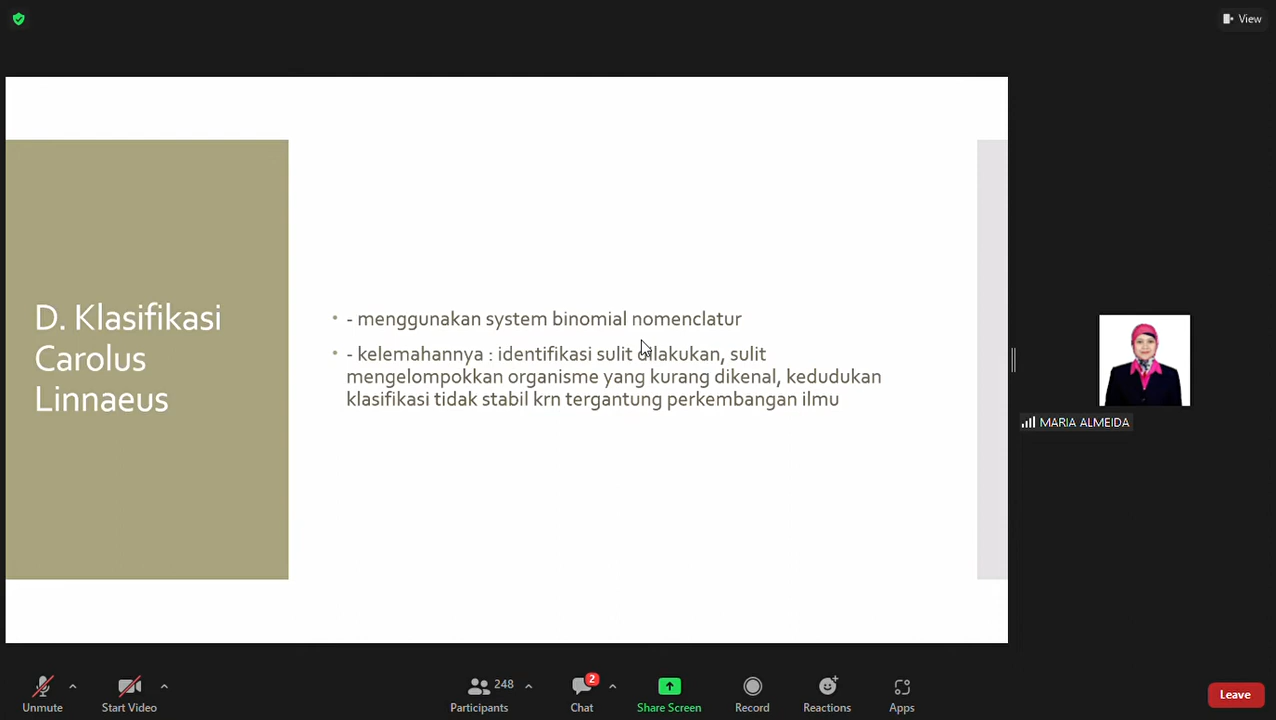 View
D. Klasifikasi
Carolus
Linnaeus
• - menggunakan system binomial nomenclatur
• - kelemahannya : identifikasi sulit dilakukan, sulit
mengelompokkan organisme yang kurang dikenal, kedudukan
klasifikasi tidak stabil krn tergantung perkembangan ilmu
MARIA ALMEIDA
Unmute
Start Video
248
Participants
2
Chat
Share Screen
Record
Reactions
Apps
Leave